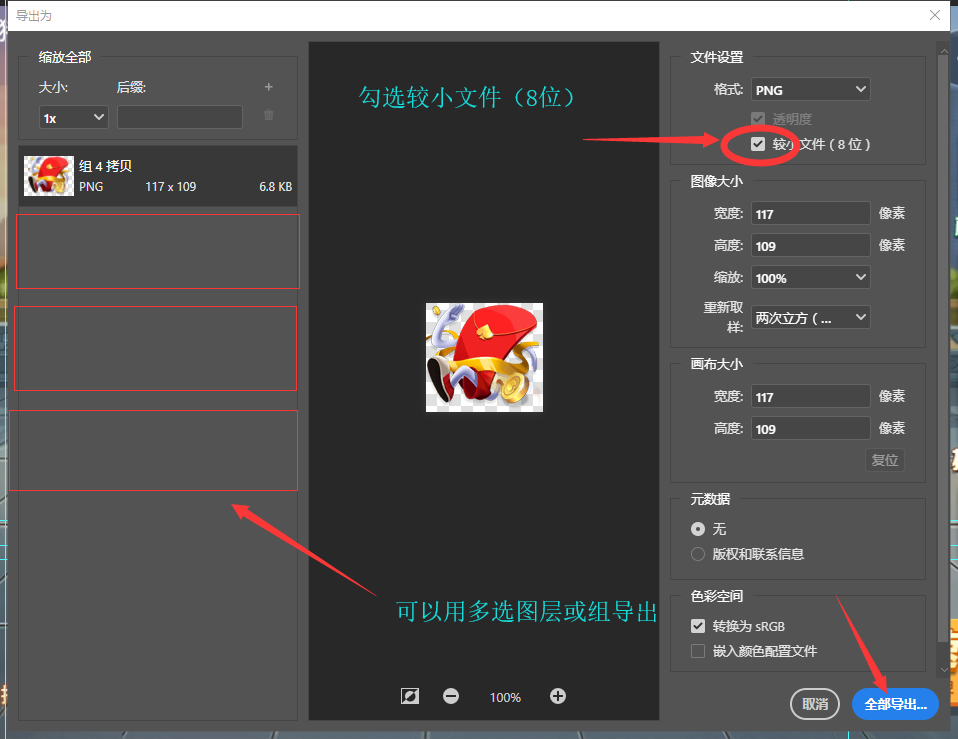 导出为
缩放全部
大小:
后缀:
1x
组 4 拷贝
PNG
117 x 109
6.8 KB
勾选较小文件（8位）
可以用多选图层或组导出
100%
文件设置
格式:
PNG
透明度
较小文件 ( 8 位 )
图像大小
宽度:
117
像素
高度:
109
像素
缩放:
100%
重新取
样:
两次立方 ( ...
画布大小
宽度:
117
像素
高度:
109
像素
复位
元数据
无
版权和联系信息
色彩空间
转换为 sRGB
嵌入颜色配置文件
取消
全部导出...